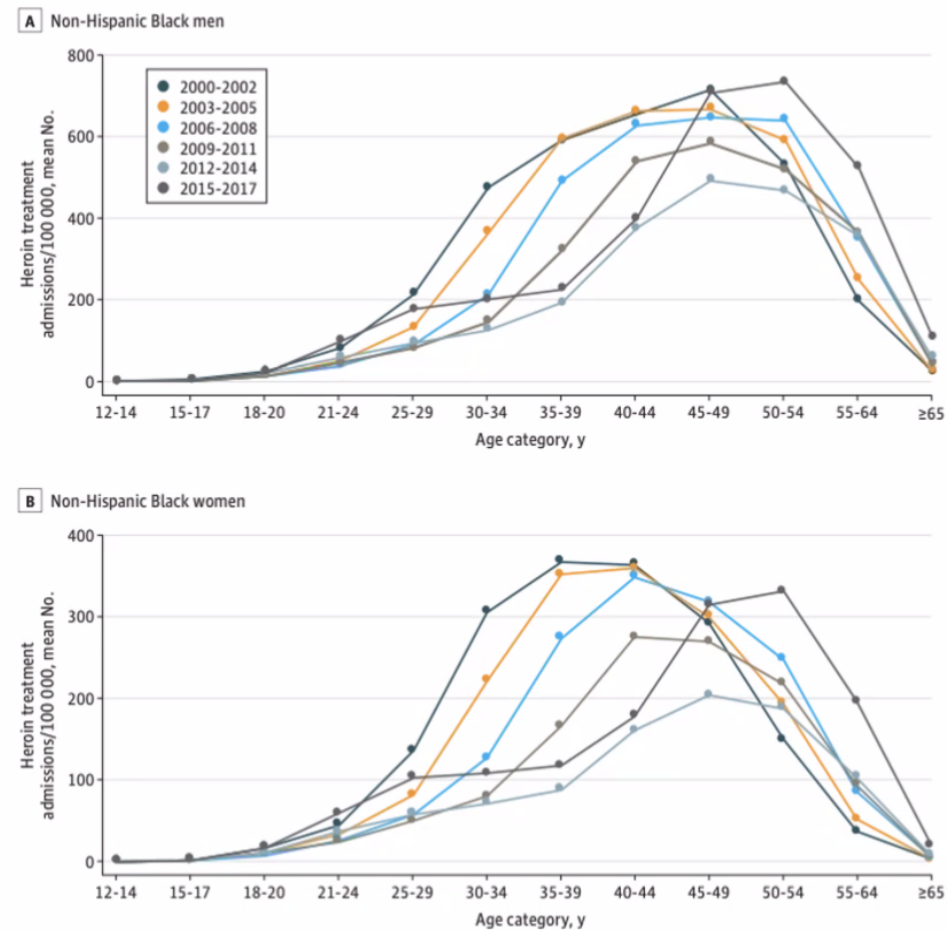 A Non-Hispanic Black men
800
600
400
200
0
Heroin treatment
admissions/100 000, mean No.
2000-2002
2003-2005
2006-2008
2009-2011
2012-2014
2015-2017
12-14 15-17 18-20 21-24 25-29 30-34 35-39 40-44 45-49 50-54 55-64 ≥65
Age category, y
B Non-Hispanic Black women
400
300
200
100
0
Heroin treatment
admissions/100 000, mean No.
12-14 15-17 18-20 21-24 25-29 30-34 35-39 40-44 45-49 50-54 55-64 ≥65
Age category, y